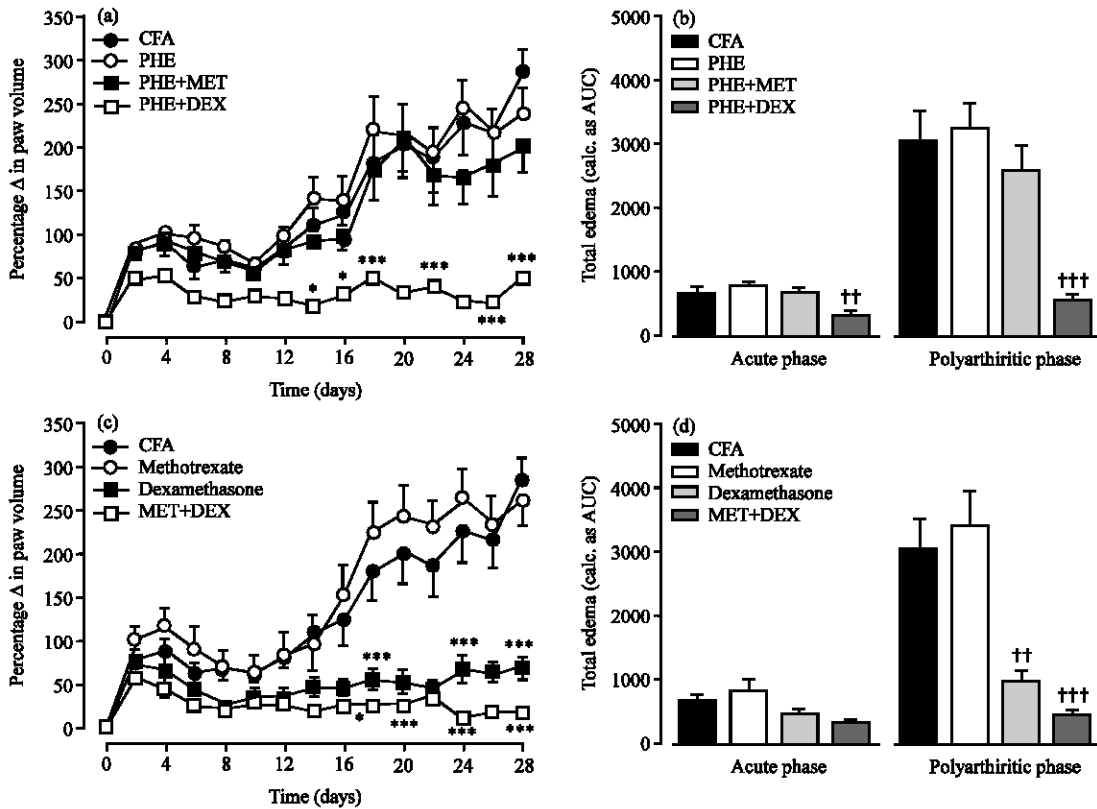 (a)
CFA
PHE
PHE+MET
PHE+DEX
Percentage Δ in paw volume
350
300
250
200
150
100
50
0
*
*
***
***
***
***
0 4 8 12 16 20 24 28
Time (days)
(b)
CFA
PHE
PHE+MET
PHE+DEX
Total edema (calc. as AUC)
5000
4000
3000
2000
1000
0
††
†††
Acute phase
Polyarthiritic phase
(c)
CFA
Methotrexate
Dexamethasone
MET+DEX
Percentage Δ in paw volume
350
300
250
200
150
100
50
0
***
***
***
*
***
***
***
0 4 8 12 16 20 24 28
Time (days)
(d)
CFA
Methotrexate
Dexamethasone
MET+DEX
Total edema (calc. as AUC)
5000
4000
3000
2000
1000
0
††
†††
Acute phase
Polyarthiritic phase